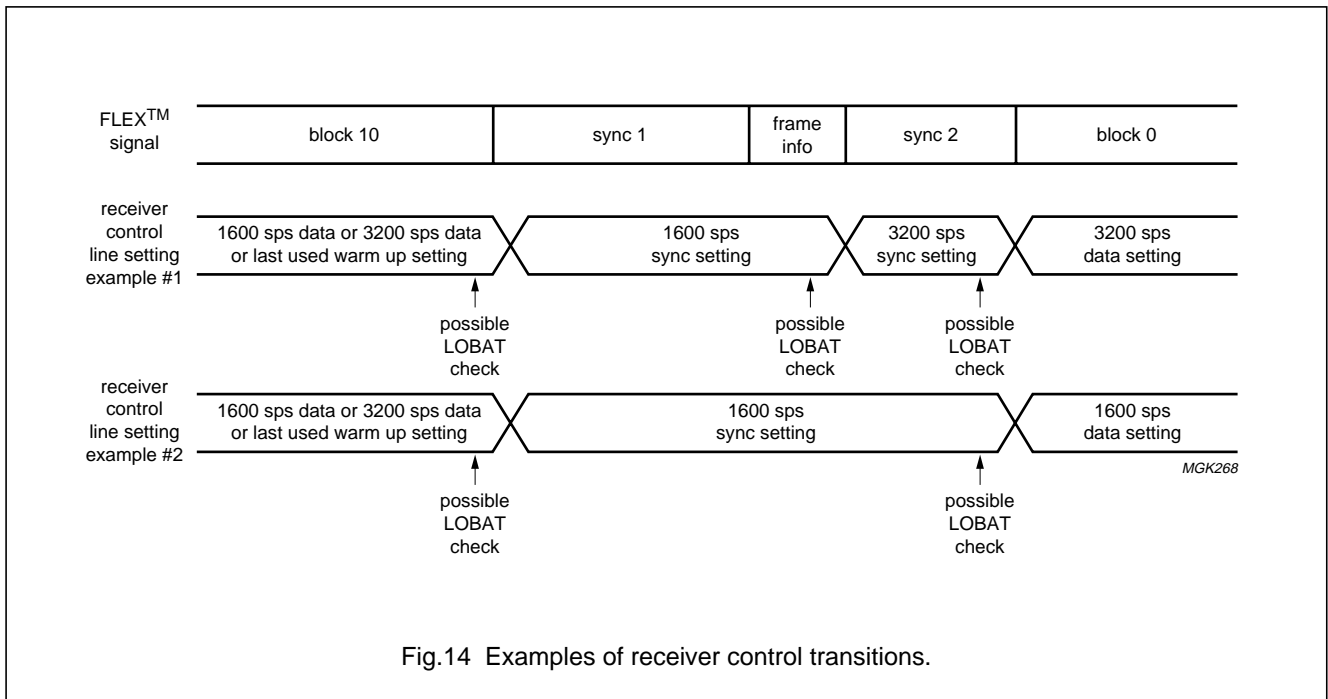 FLEX™
signal
block 10
sync 1
frame
info
sync 2
block 0
receiver
control
line setting
example #1
1600 sps data or 3200 sps data
or last used warm up setting
1600 sps
sync setting
3200 sps
sync setting
3200 sps
data setting
possible
LOBAT
check
possible
LOBAT
check
possible
LOBAT
check
receiver
control
line setting
example #2
1600 sps data or 3200 sps data
or last used warm up setting
1600 sps
sync setting
1600 sps
data setting
MGK268
possible
LOBAT
check
possible
LOBAT
check
Fig.14 Examples of receiver control transitions.